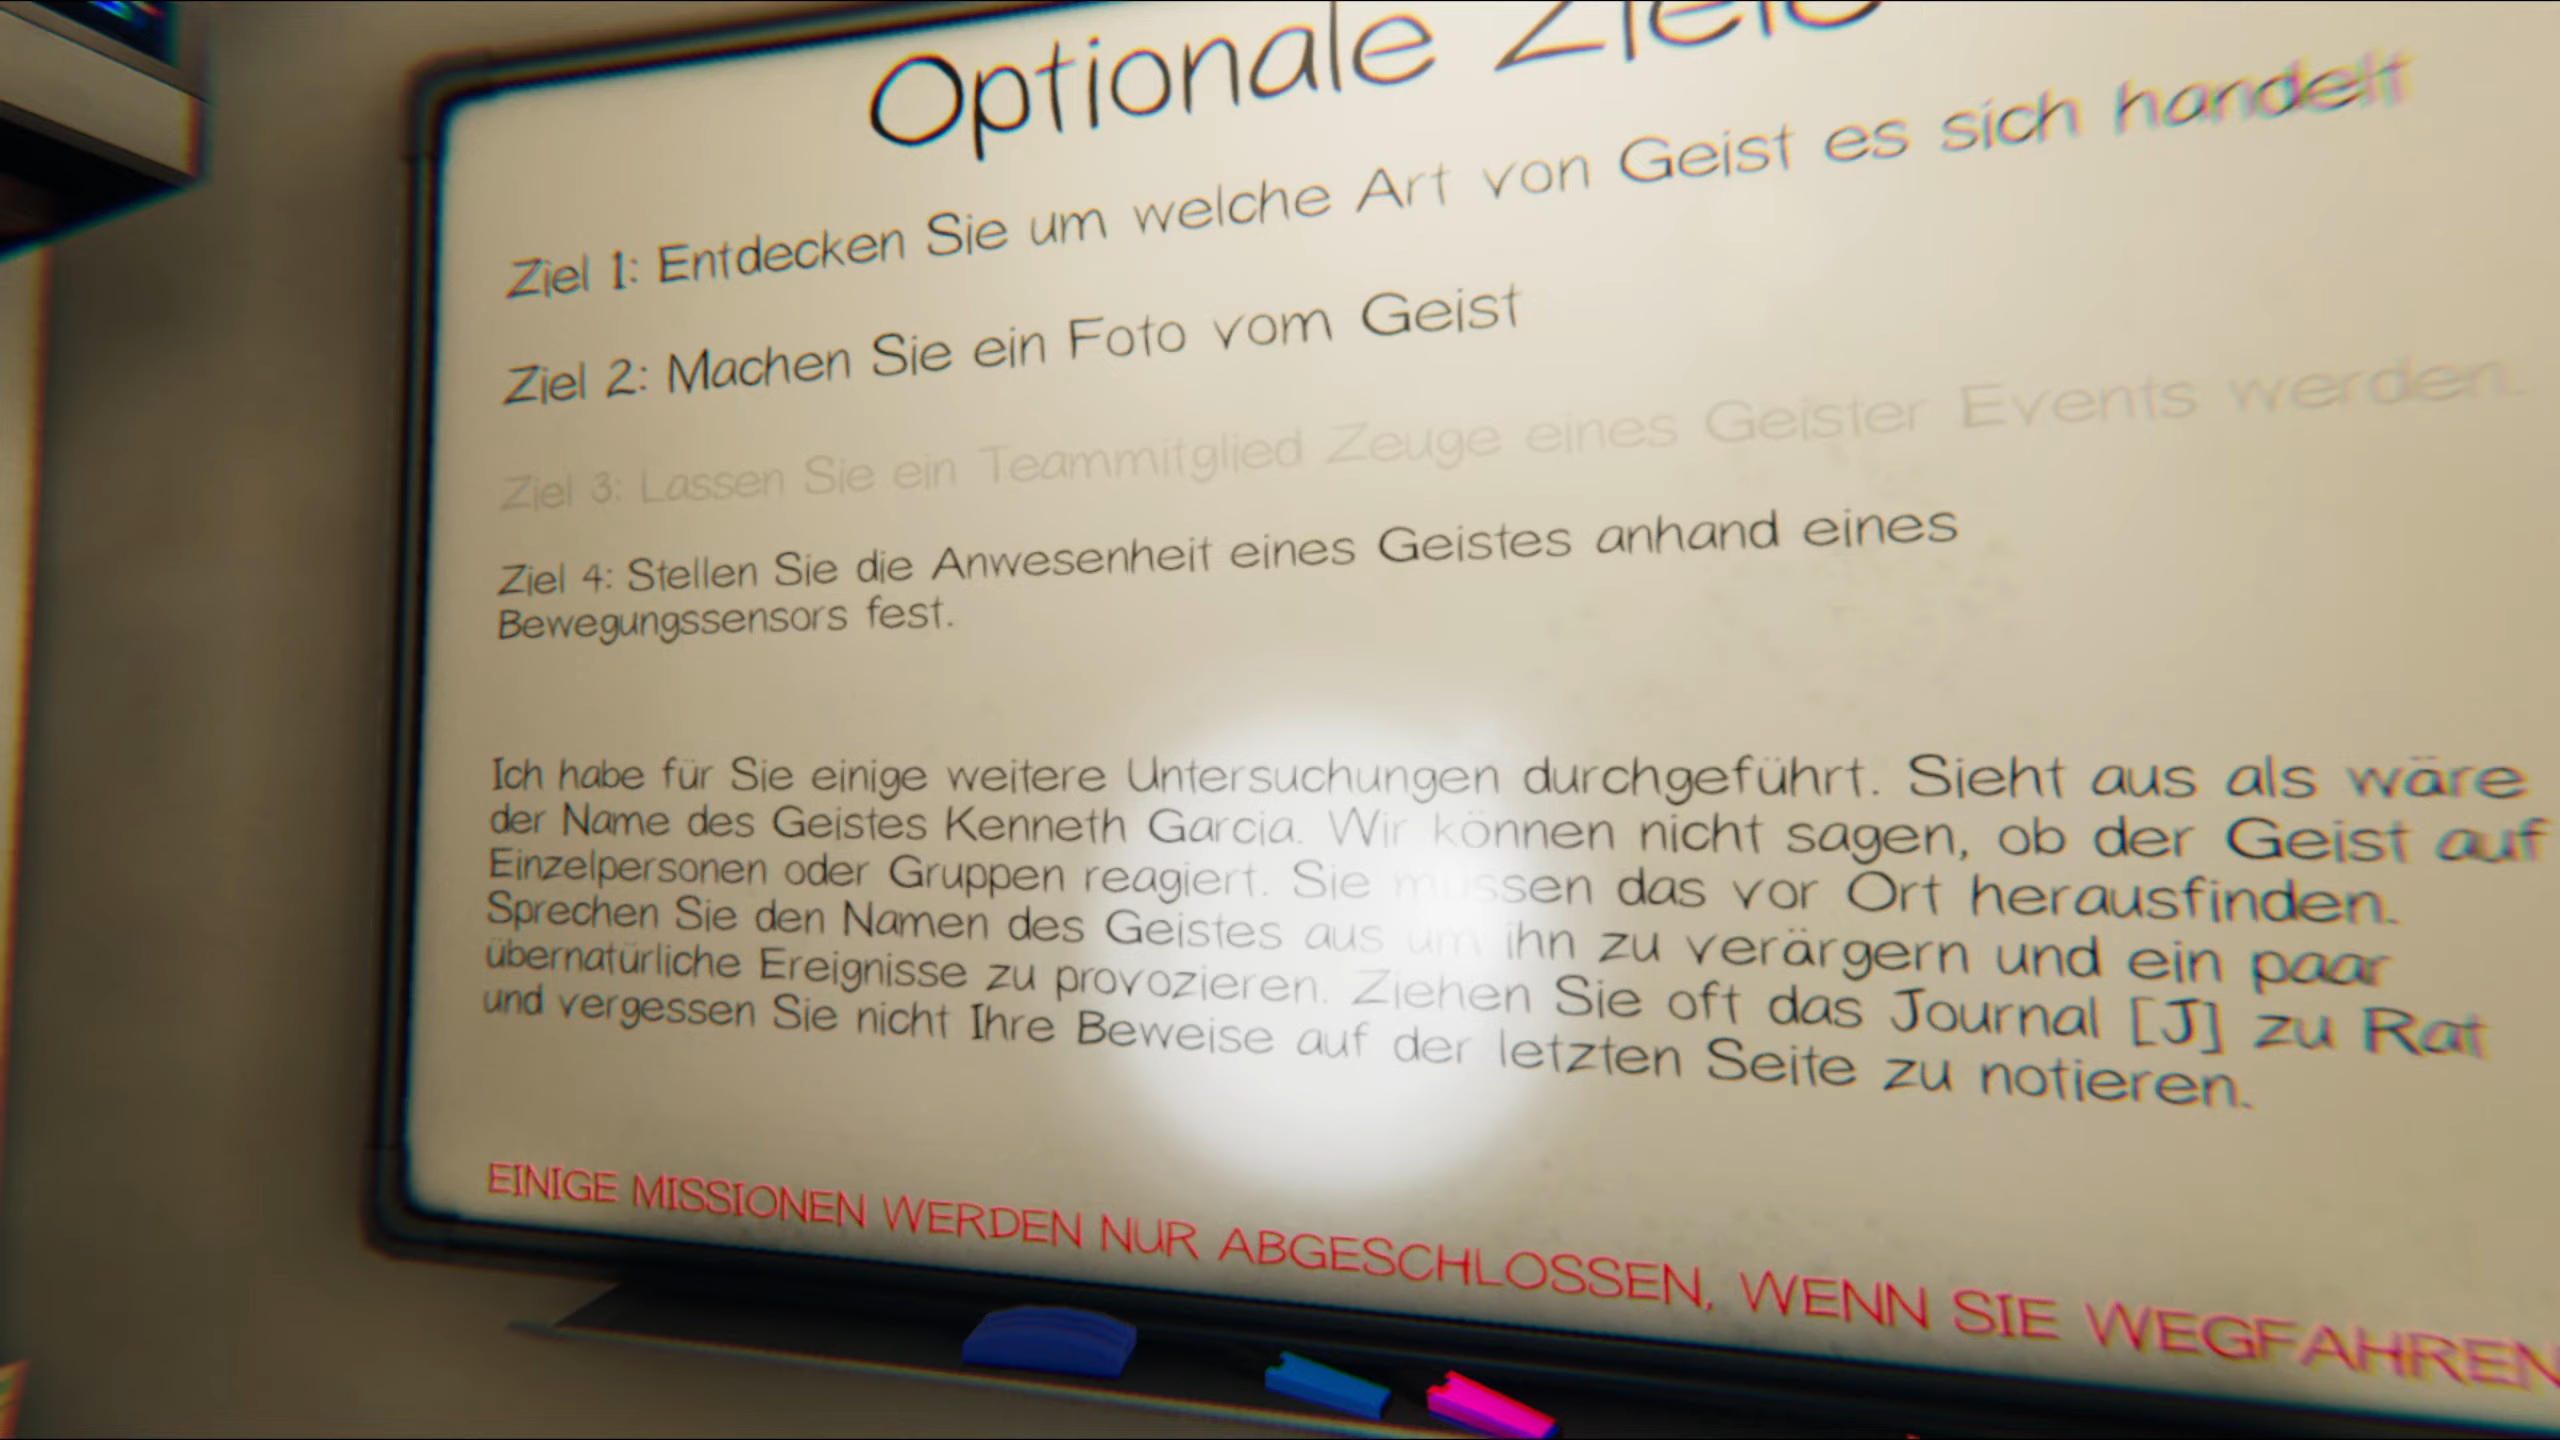 Optionale Ziele
Ziel 1: Entdecken Sie um welche Art von Geist es sich handelt
Ziel 2: Machen Sie ein Foto vom Geist
Ziel 3: Lassen Sie ein Teammitglied Zeuge eines Geister Events werden.
Ziel 4: Stellen Sie die Anwesenheit eines Geistes anhand eines
Bewegungssensors fest.
Ich habe für Sie einige weitere Untersuchungen durchgeführt. Sieht aus als wäre
der Name des Geistes Kenneth Garcia. Wir können nicht sagen, ob der Geist auf
Einzelpersonen oder Gruppen reagiert. Sie müssen das vor Ort herausfinden.
Sprechen Sie den Namen des Geistes aus um ihn zu verärgern und ein paar
übernatürliche Ereignisse zu provozieren. Ziehen Sie oft das Journal [J] zu Rat
und vergessen Sie nicht Ihre Beweise auf der letzten Seite zu notieren.
EINIGE MISSIONEN WERDEN NUR ABGESCHLOSSEN, WENN SIE WEGFAHREN